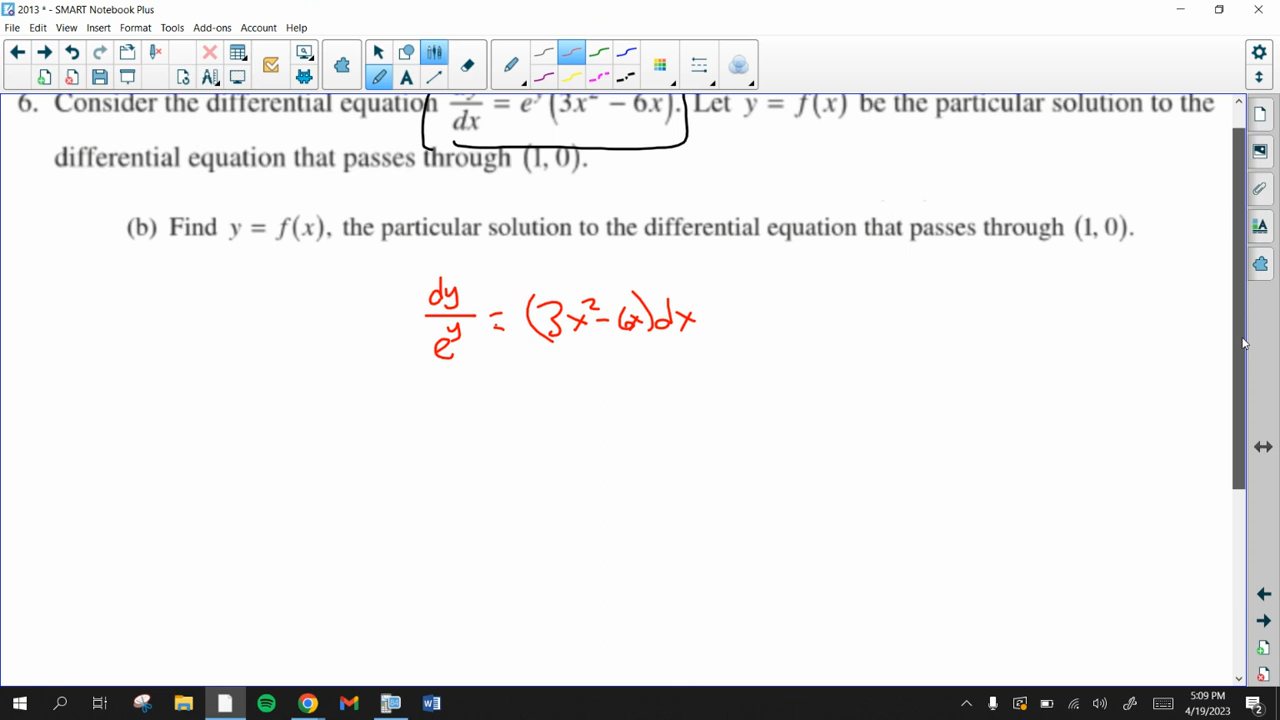 2013 * - SMART Notebook Plus
File Edit View Insert Format Tools Add-ons Account Help
6. Consider the differential equation dy/dx = e^y (3x² − 6x). Let y = f(x) be the particular solution to the
differential equation that passes through (1, 0).
(b) Find y = f(x), the particular solution to the differential equation that passes through (1, 0).
dy/e^y = (3x² − 6x)dx
5:09 PM
4/19/2023
2